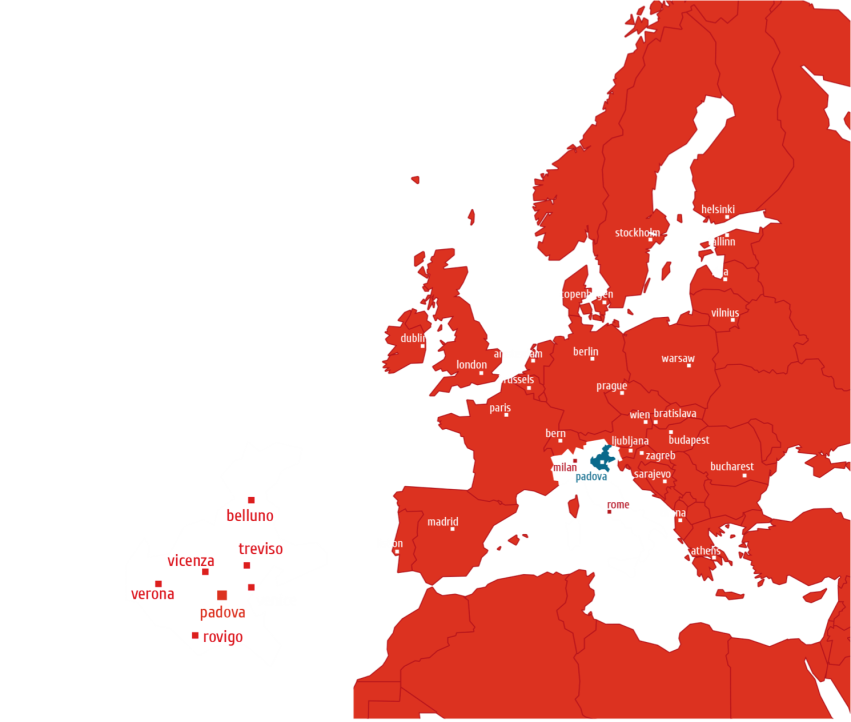 helsinki
stockholm
copenhagen
vilnius
dublin
london
berlin
warsaw
prague
paris
wien
bratislava
bern
ljubljana
budapest
zagreb
milan
padova
sarajevo
bucharest
rome
madrid
athens
belluno
treviso
vicenza
verona
padova
rovigo